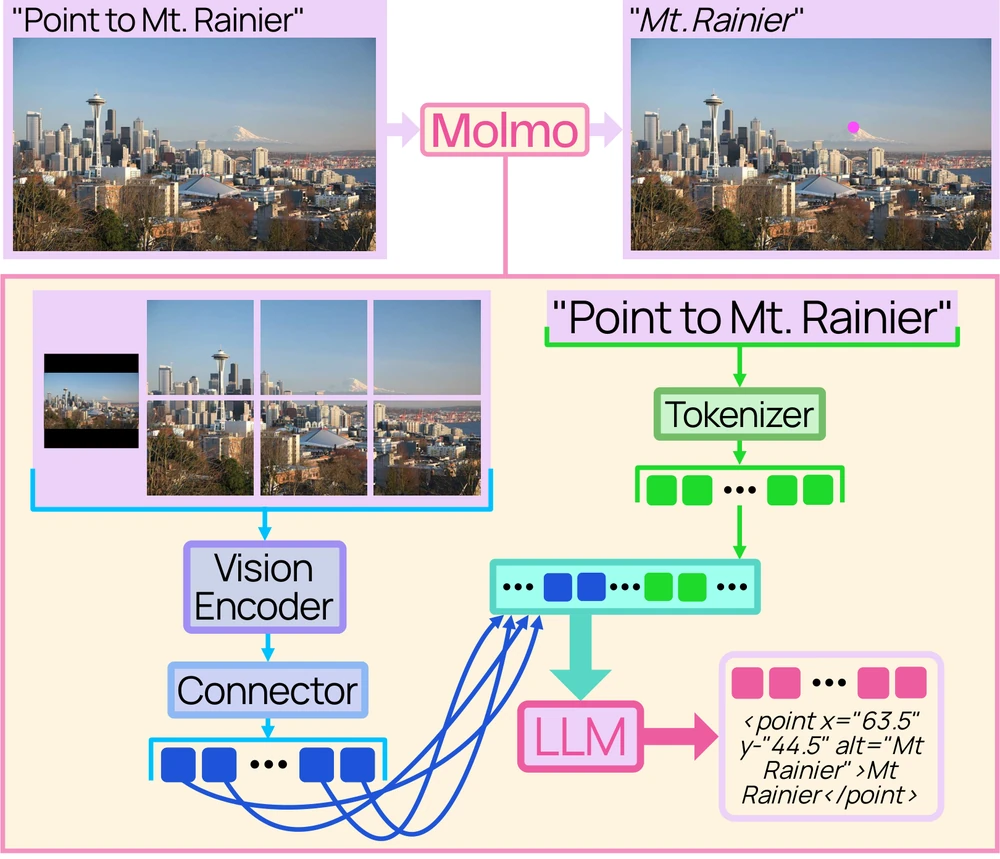 "Point to Mt. Rainier"
"Mt. Rainier"
Molmo
"Point to Mt. Rainier"
Tokenizer
Vision
Encoder
Connector
LLM
<point x="63.5"
y-"44.5" alt="Mt
Rainier">Mt
Rainier</point>